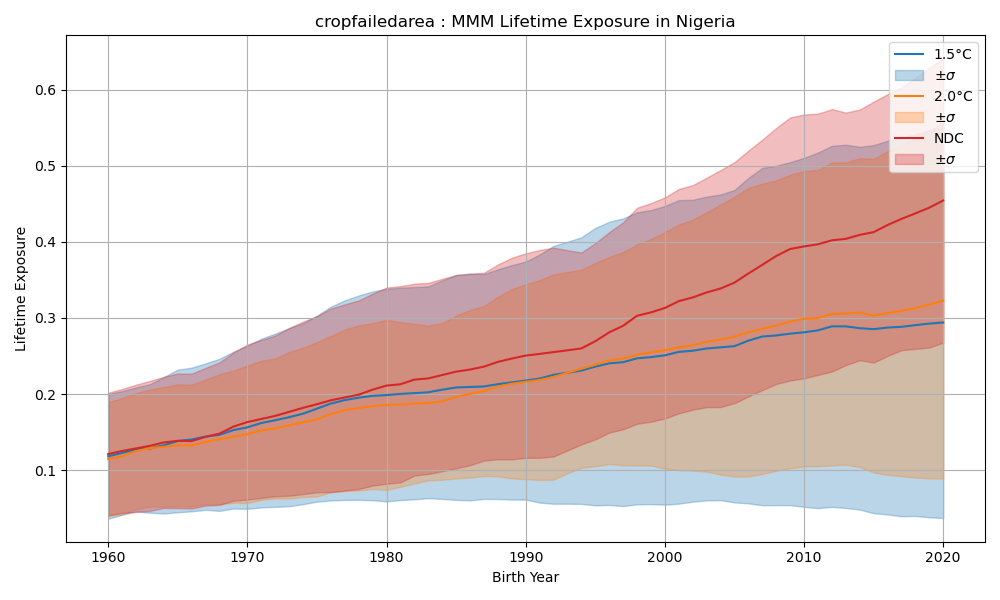 cropfailedarea : MMM Lifetime Exposure in Nigeria
Lifetime Exposure
0.6
0.5
0.4
0.3
0.2
0.1
1960 1970 1980 1990 2000 2010 2020
Birth Year
1.5°C
±σ
2.0°C
±σ
NDC
±σ